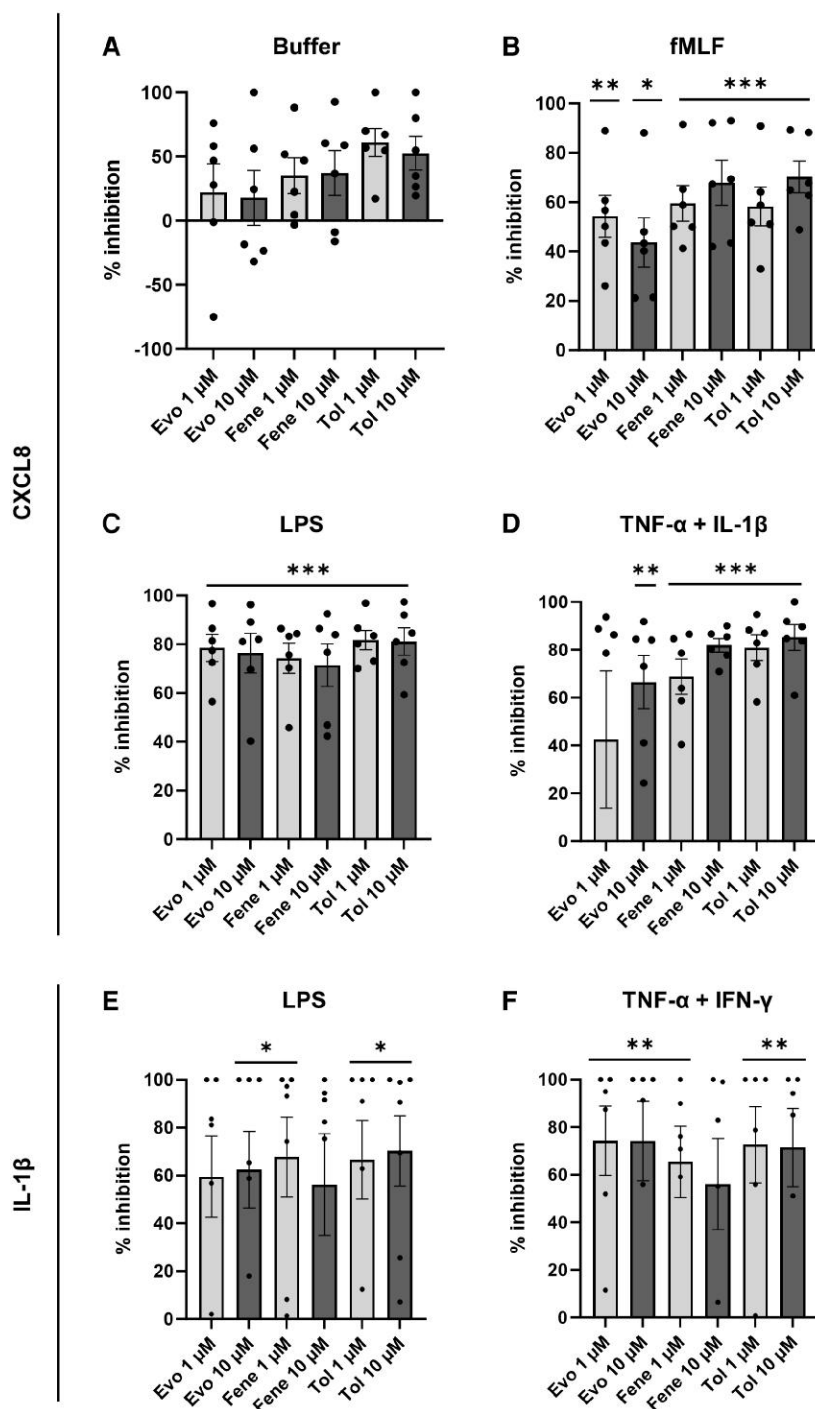 CXCL8
A Buffer
% inhibition
100
50
0
-50
-100
Evo 1 µM
Evo 10 µM
Fene 1 µM
Fene 10 µM
Tol 1 µM
Tol 10 µM
B fMLF
% inhibition
100
80
60
40
20
0
** * ***
Evo 1 µM
Evo 10 µM
Fene 1 µM
Fene 10 µM
Tol 1 µM
Tol 10 µM
C LPS
% inhibition
100
80
60
40
20
0
***
Evo 1 µM
Evo 10 µM
Fene 1 µM
Fene 10 µM
Tol 1 µM
Tol 10 µM
D TNF-α + IL-1β
% inhibition
100
80
60
40
20
0
** ***
Evo 1 µM
Evo 10 µM
Fene 1 µM
Fene 10 µM
Tol 1 µM
Tol 10 µM
IL-1β
E LPS
% inhibition
100
80
60
40
20
0
* *
Evo 1 µM
Evo 10 µM
Fene 1 µM
Fene 10 µM
Tol 1 µM
Tol 10 µM
F TNF-α + IFN-γ
% inhibition
100
80
60
40
20
0
** **
Evo 1 µM
Evo 10 µM
Fene 1 µM
Fene 10 µM
Tol 1 µM
Tol 10 µM